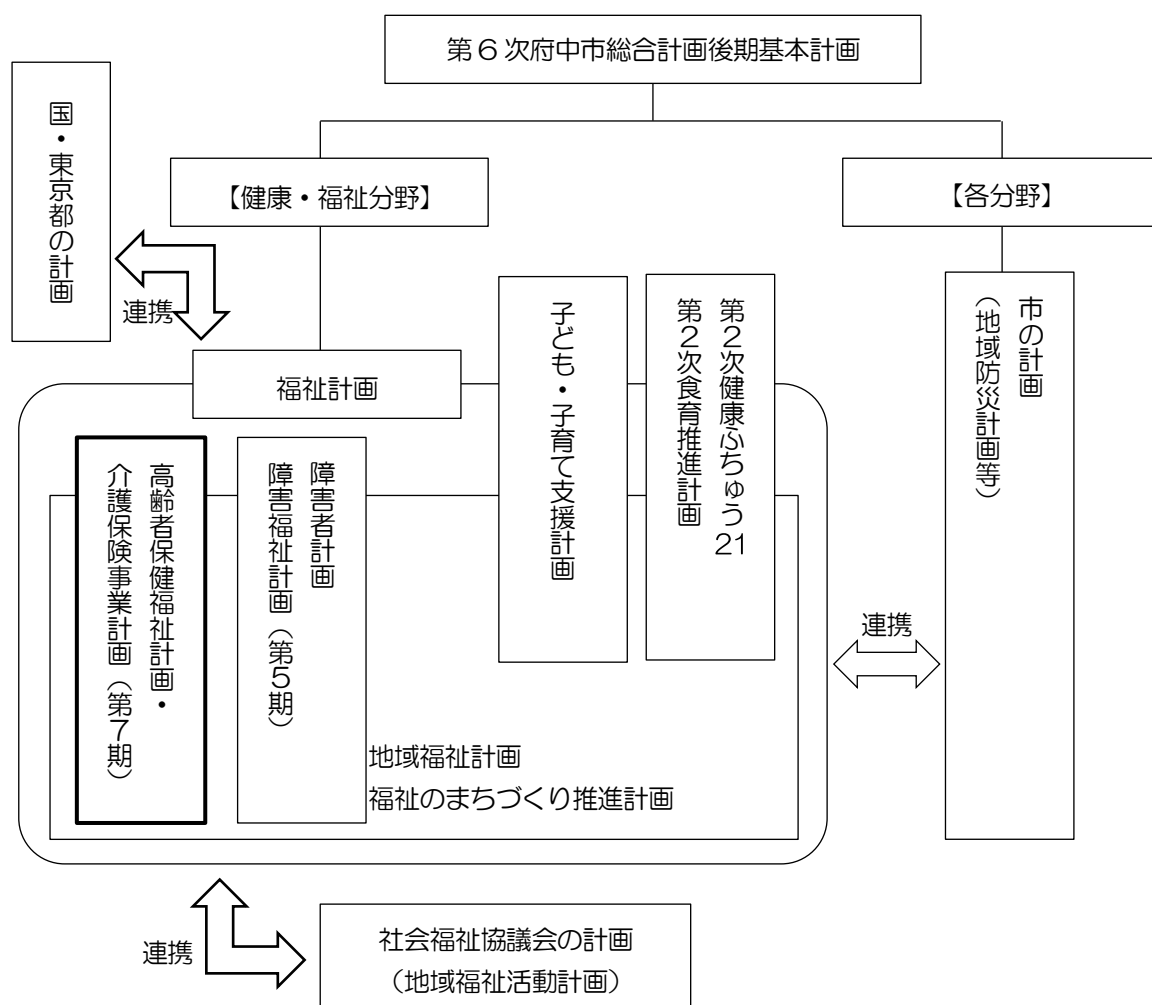 第6次府中市総合計画後期基本計画
国・東京都の計画
【健康・福祉分野】
【各分野】
連携
福祉計画
高齢者保健福祉計画・
介護保険事業計画(第7期)
障害者計画
障害福祉計画(第5期)
子ども・子育て支援計画
第2次健康ふちゅう21
第2次食育推進計画
市の計画
(地域防災計画等)
連携
地域福祉計画
福祉のまちづくり推進計画
連携
社会福祉協議会の計画
(地域福祉活動計画)